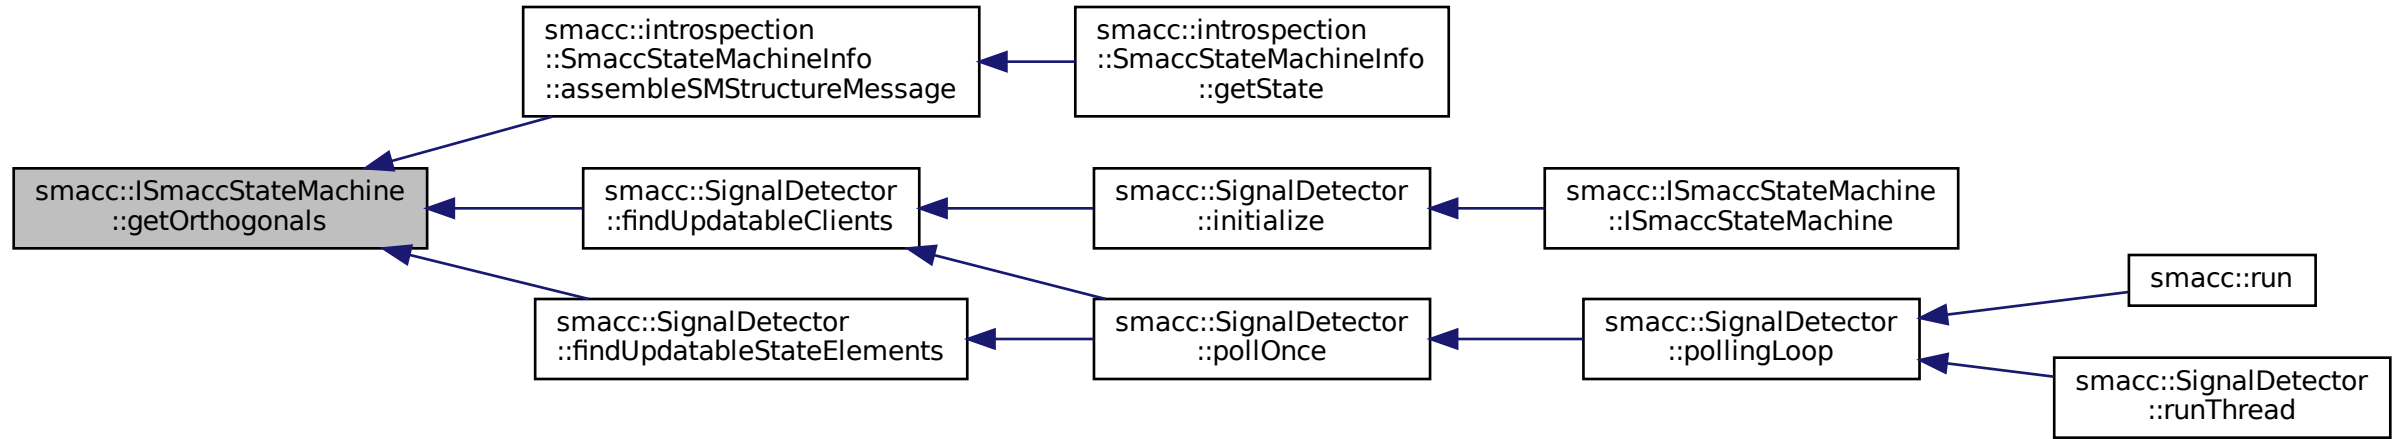 smacc::introspection
::SmaccStateMachineInfo
::assembleSMStructureMessage
smacc::introspection
::SmaccStateMachineInfo
::getState
smacc::ISmaccStateMachine
::getOrthogonals
smacc::SignalDetector
::findUpdatableClients
smacc::SignalDetector
::initialize
smacc::ISmaccStateMachine
::ISmaccStateMachine
smacc::SignalDetector
::findUpdatableStateElements
smacc::SignalDetector
::pollOnce
smacc::SignalDetector
::pollingLoop
smacc::run
smacc::SignalDetector
::runThread